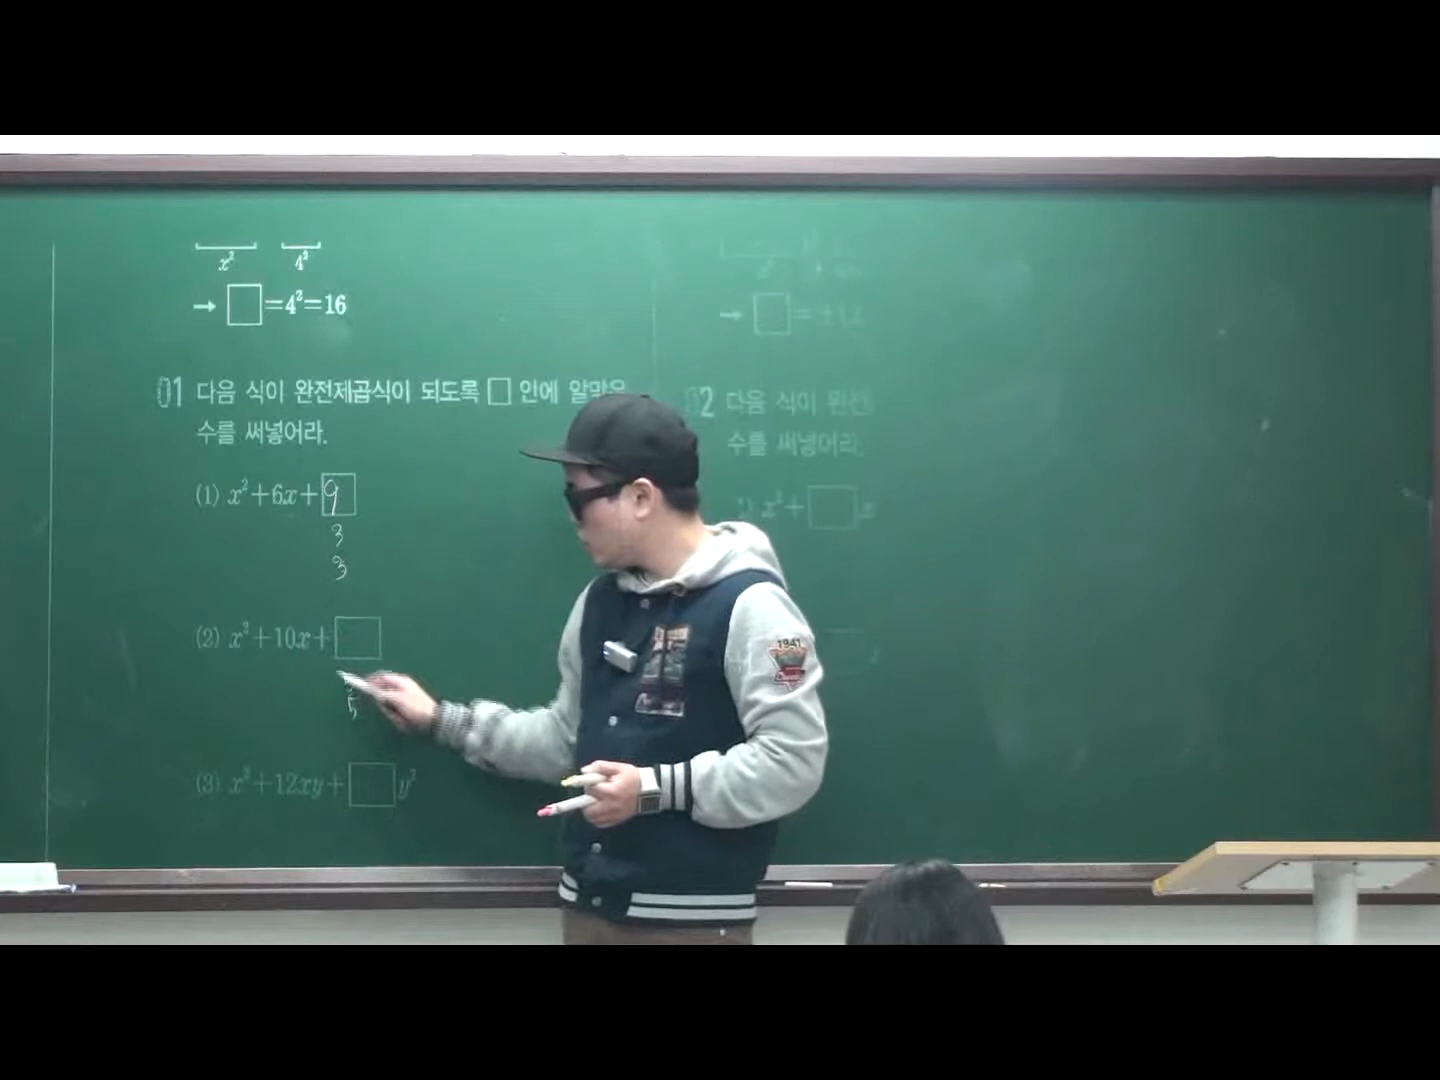 x² 4²
→ □=4²=16
01 다음 식이 완전제곱식이 되도록 □ 안에 알맞은
수를 써넣어라.
(1) x²+6x+9
3
3
(2) x²+10x+□
5
(3) x²+12xy+□y²
→ □=
02 다음 식이
수를 써넣어라.
x²+□x
1941